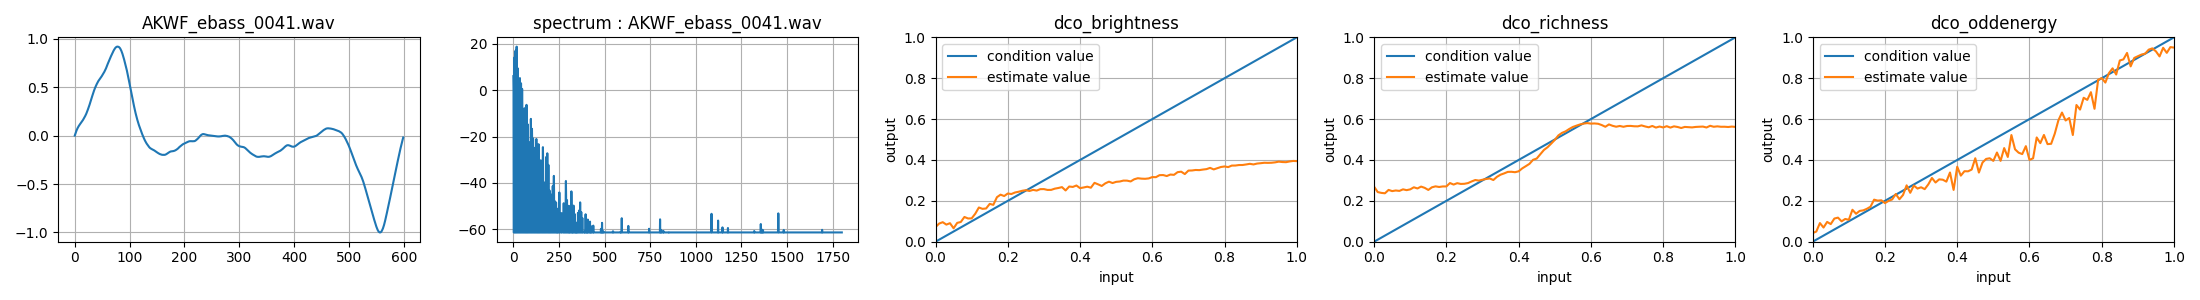 AKWF_ebass_0041.wav
1.0
0.5
0.0
−0.5
−1.0
0 100 200 300 400 500 600
spectrum : AKWF_ebass_0041.wav
20
0
−20
−40
−60
0 250 500 750 1000 1250 1500 1750
dco_brightness
condition value
estimate value
output
1.0
0.8
0.6
0.4
0.2
0.0
0.0 0.2 0.4 0.6 0.8 1.0
input
dco_richness
condition value
estimate value
output
1.0
0.8
0.6
0.4
0.2
0.0
0.0 0.2 0.4 0.6 0.8 1.0
input
dco_oddenergy
condition value
estimate value
output
1.0
0.8
0.6
0.4
0.2
0.0
0.0 0.2 0.4 0.6 0.8 1.0
input